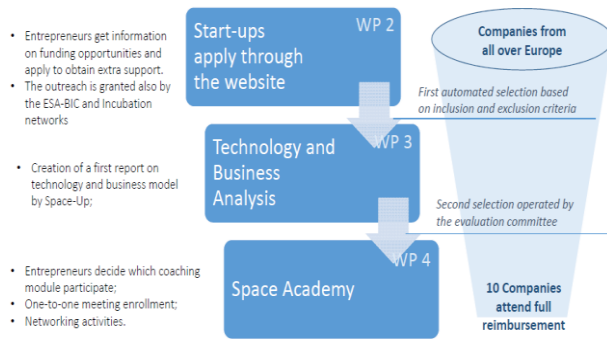 • Entrepreneurs get information
on funding opportunities and
apply to obtain extra support.
• The outreach is granted also by
the ESA-BIC and Incubation
networks
Start-ups
apply through
the website
WP 2
Companies from
all over Europe
First automated selection based
on inclusion and exclusion criteria
• Creation of a first report on
technology and business model
by Space-Up;
Technology and
Business
Analysis
WP 3
Second selection operated by
the evaluation committee
• Entrepreneurs decide which coaching
module participate;
• One-to-one meeting enrollment;
• Networking activities.
Space Academy
WP 4
10 Companies
attend full
reimbursement